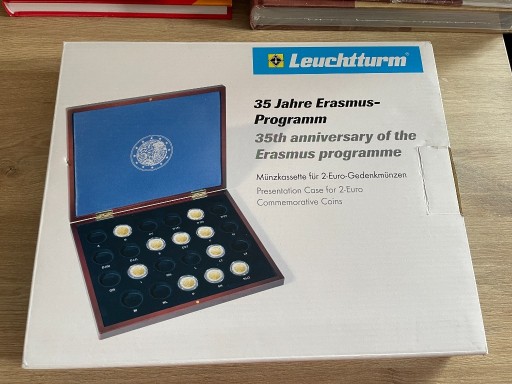 Leuchtturm
35 Jahre Erasmus-
Programm
35th anniversary of the
Erasmus programme
Münzkassette für 2-Euro-Gedenkmünzen
Presentation Case for 2-Euro
Commemorative Coins